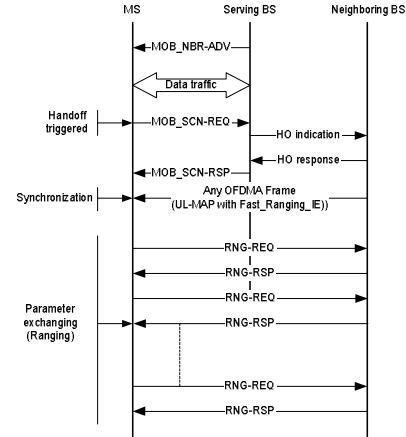 MS Serving BS Neighboring BS
MOB_NBR-ADV
Data traffic
Handoff
triggered
MOB_SCN-REQ
HO indication
HO response
MOB_SCN-RSP
Synchronization
Any OFDMA Frame
(UL-MAP with Fast_Ranging_IE))
RNG-REQ
RNG-RSP
RNG-REQ
Parameter
exchanging
(Ranging)
RNG-RSP
RNG-REQ
RNG-RSP